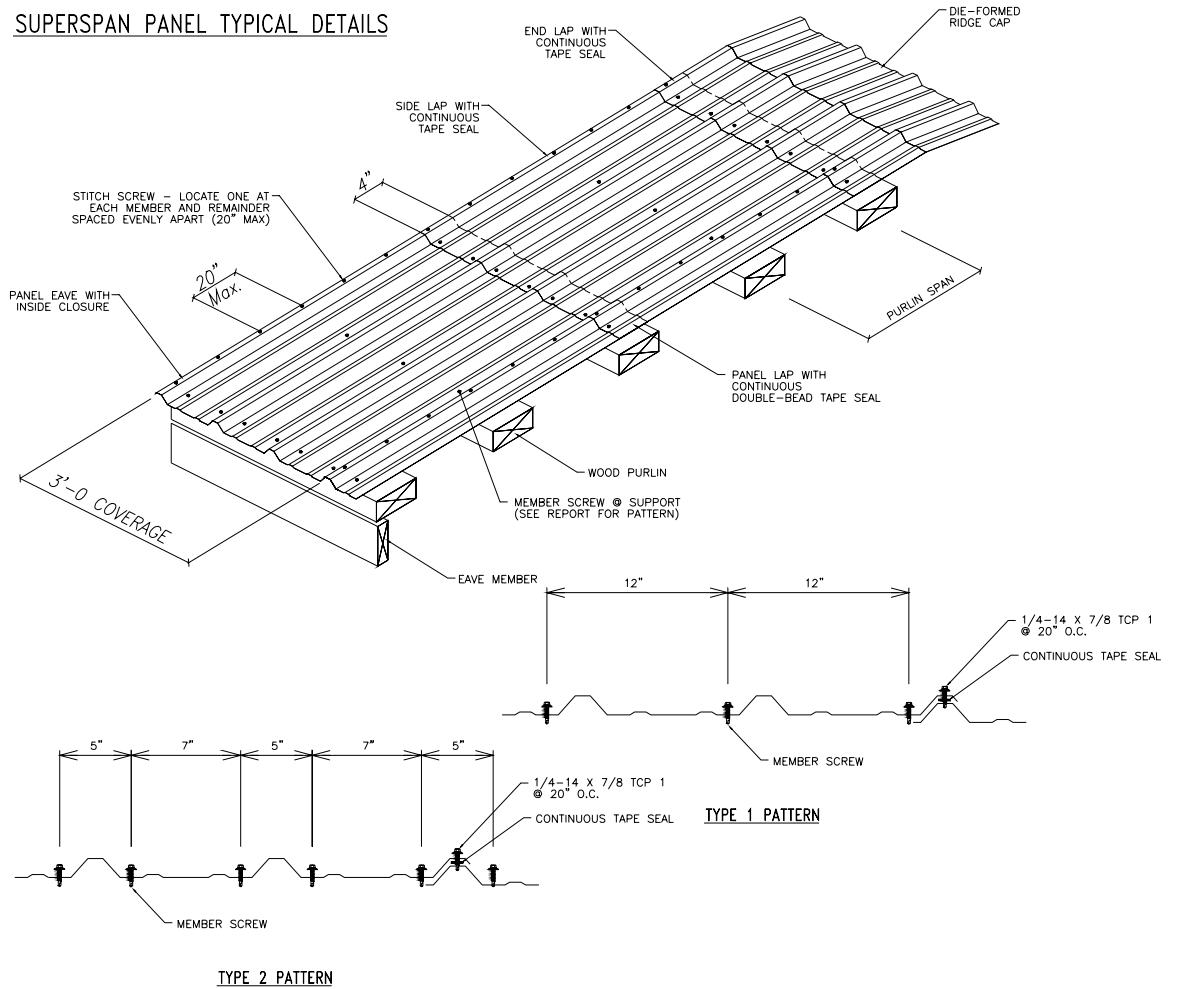 SUPERSPAN PANEL TYPICAL DETAILS
DIE-FORMED
RIDGE CAP
END LAP WITH
CONTINUOUS
TAPE SEAL
SIDE LAP WITH
CONTINUOUS
TAPE SEAL
4"
STITCH SCREW - LOCATE ONE AT
EACH MEMBER AND REMAINDER
SPACED EVENLY APART (20" MAX)
20"
Max.
PANEL EAVE WITH
INSIDE CLOSURE
PURLIN SPAN
PANEL LAP WITH
CONTINUOUS
DOUBLE-BEAD TAPE SEAL
WOOD PURLIN
3'-0 COVERAGE
MEMBER SCREW @ SUPPORT
(SEE REPORT FOR PATTERN)
EAVE MEMBER
12"
12"
1/4-14 X 7/8 TCP 1
@ 20" O.C.
CONTINUOUS TAPE SEAL
MEMBER SCREW
TYPE 1 PATTERN
5"
7"
5"
7"
5"
1/4-14 X 7/8 TCP 1
@ 20" O.C.
CONTINUOUS TAPE SEAL
MEMBER SCREW
TYPE 2 PATTERN